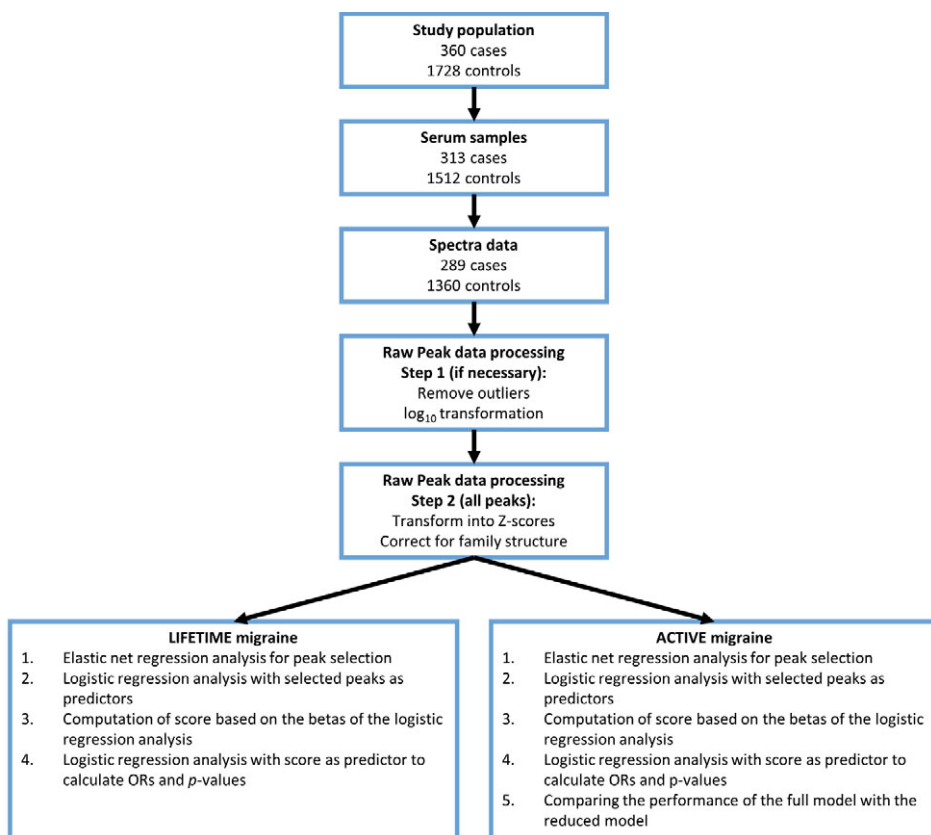 Study population
360 cases
1728 controls
Serum samples
313 cases
1512 controls
Spectra data
289 cases
1360 controls
Raw Peak data processing
Step 1 (if necessary):
Remove outliers
log₁₀ transformation
Raw Peak data processing
Step 2 (all peaks):
Transform into Z-scores
Correct for family structure
LIFETIME migraine
1. Elastic net regression analysis for peak selection
2. Logistic regression analysis with selected peaks as
predictors
3. Computation of score based on the betas of the logistic
regression analysis
4. Logistic regression analysis with score as predictor to
calculate ORs and p-values
ACTIVE migraine
1. Elastic net regression analysis for peak selection
2. Logistic regression analysis with selected peaks as
predictors
3. Computation of score based on the betas of the logistic
regression analysis
4. Logistic regression analysis with score as predictor to
calculate ORs and p-values
5. Comparing the performance of the full model with the
reduced model